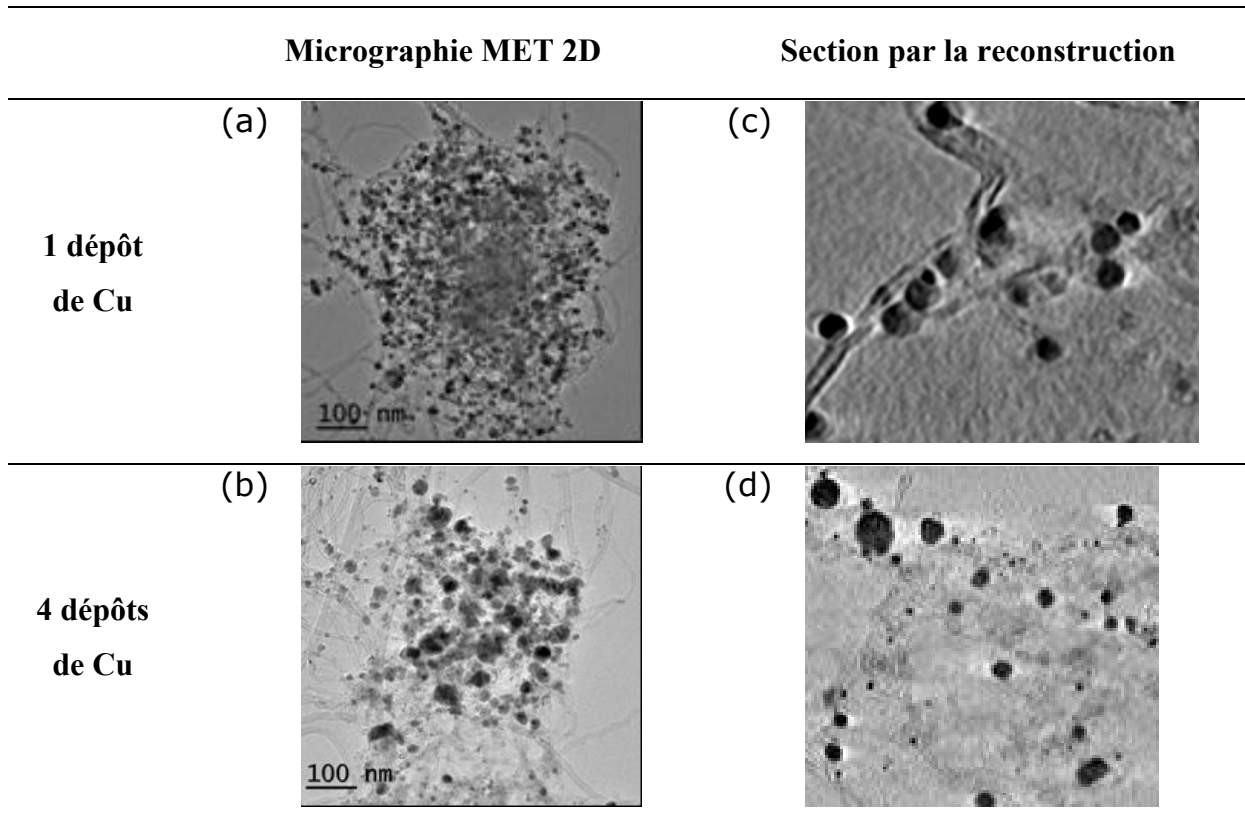 Micrographie MET 2D
Section par la reconstruction
(a)
(c)
1 dépôt
de Cu
100 nm
(b)
(d)
4 dépôts
de Cu
100 nm